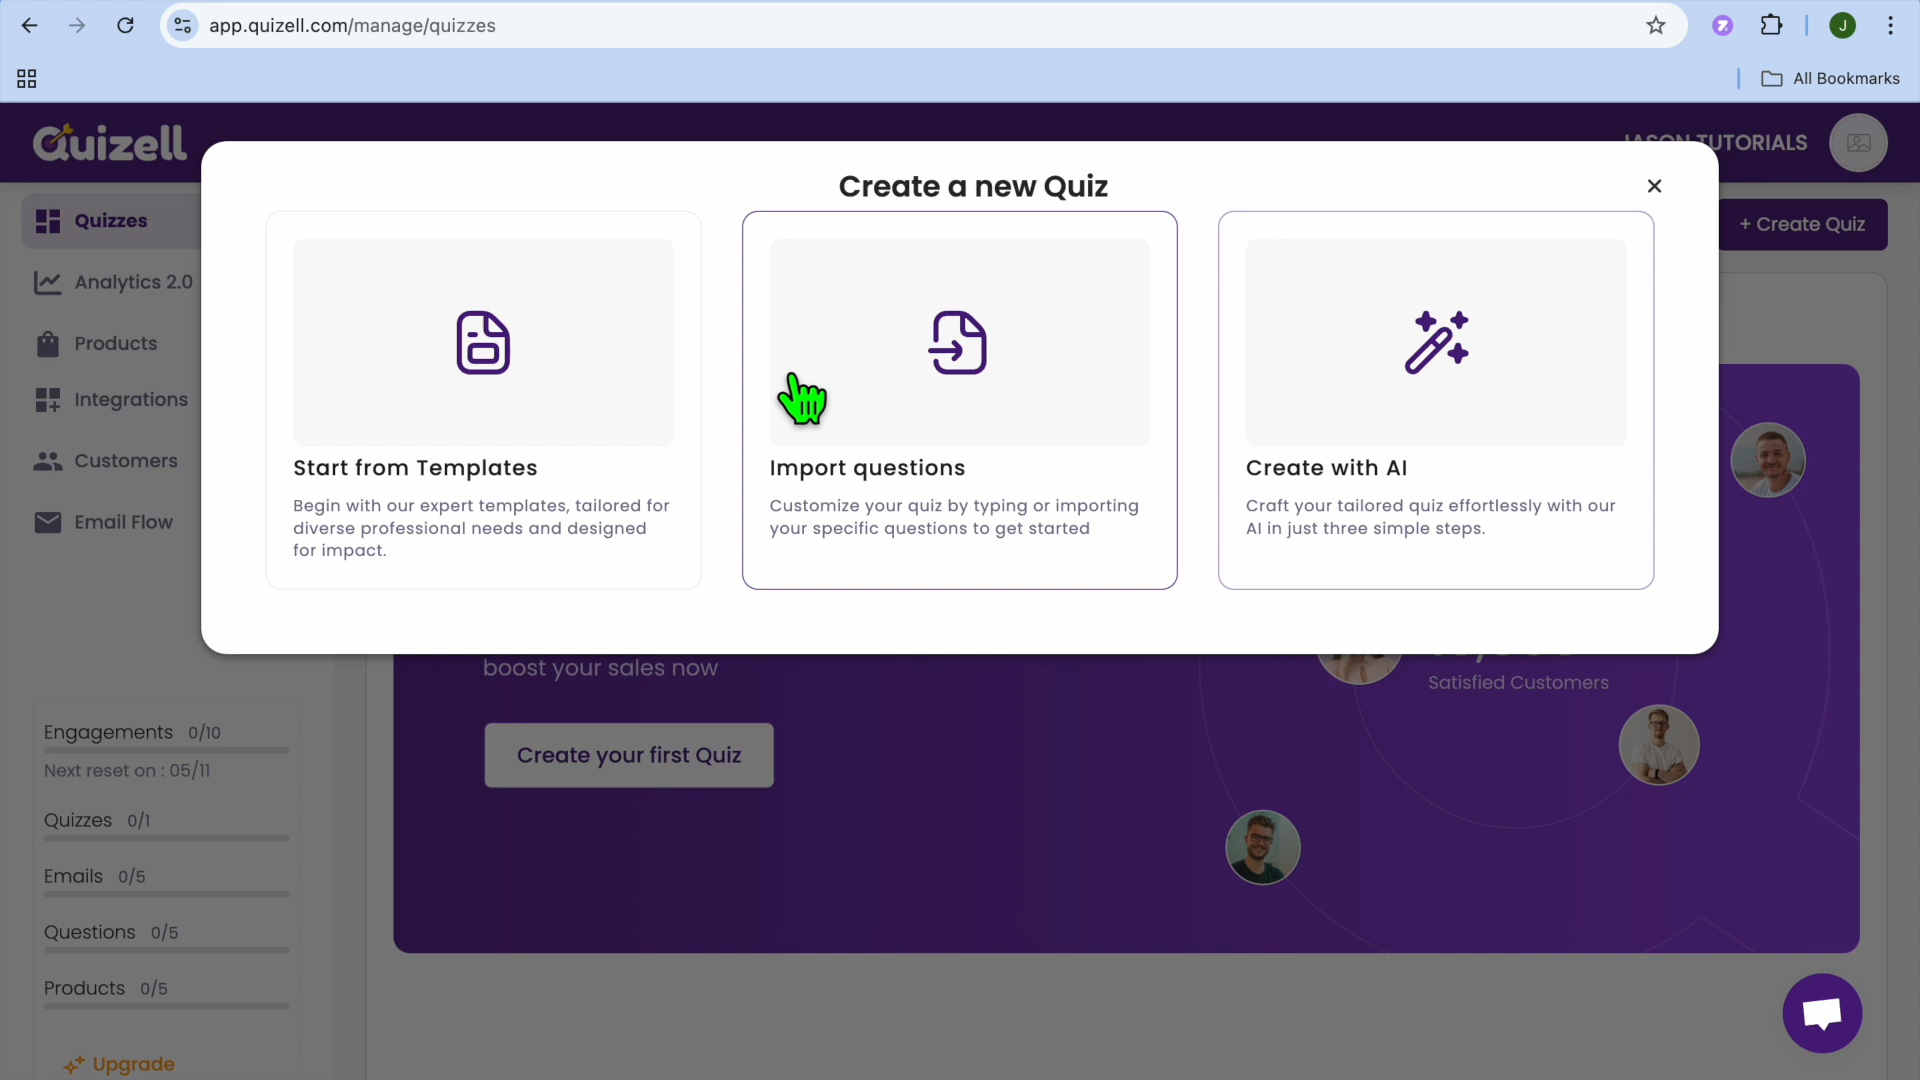 app.quizell.com/manage/quizzes
J
All Bookmarks
Quizell
TUTORIALS
Create a new Quiz
Quizzes
+ Create Quiz
Analytics 2.0
Products
Integrations
Customers
Email Flow
Start from Templates
Begin with our expert templates, tailored for
diverse professional needs and designed
for impact.
Import questions
Customize your quiz by typing or importing
your specific questions to get started
Create with AI
Craft your tailored quiz effortlessly with our
AI in just three simple steps.
boost your sales now
Satisfied Customers
Create your first Quiz
Engagements 0/10
Next reset on : 05/11
Quizzes 0/1
Emails 0/5
Questions 0/5
Products 0/5
Upgrade